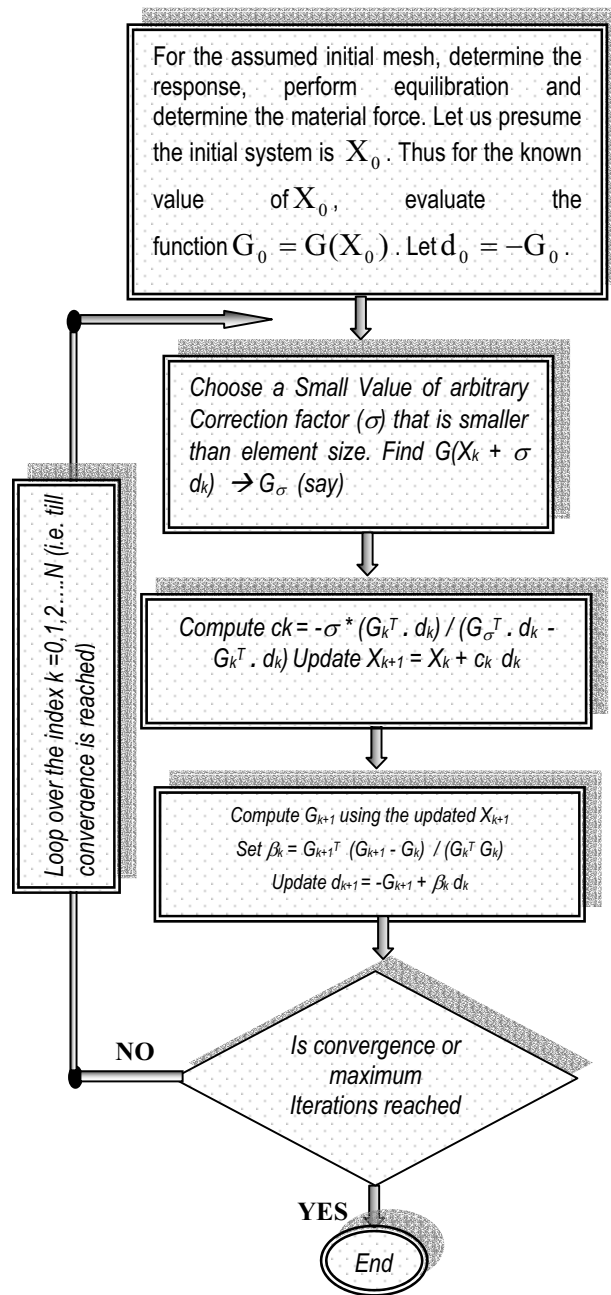 For the assumed initial mesh, determine the
response, perform equilibration and
determine the material force. Let us presume
the initial system is X₀ . Thus for the known
value of X₀, evaluate the
function G₀ = G(X₀) . Let d₀ = −G₀ .
Choose a Small Value of arbitrary
Correction factor (σ) that is smaller
than element size. Find G(Xₖ + σ
dₖ) → G_σ (say)
Compute ck = -σ * (Gₖᵀ . dₖ) / (G_σᵀ . dₖ -
Gₖᵀ . dₖ) Update Xₖ₊₁ = Xₖ + cₖ dₖ
Compute Gₖ₊₁ using the updated Xₖ₊₁
Set βₖ = Gₖ₊₁ᵀ (Gₖ₊₁ - Gₖ) / (Gₖᵀ Gₖ)
Update dₖ₊₁ = -Gₖ₊₁ + βₖ dₖ
Loop over the index k =0,1,2....N (i.e. till
convergence is reached)
Is convergence or
maximum
Iterations reached
NO
YES
End